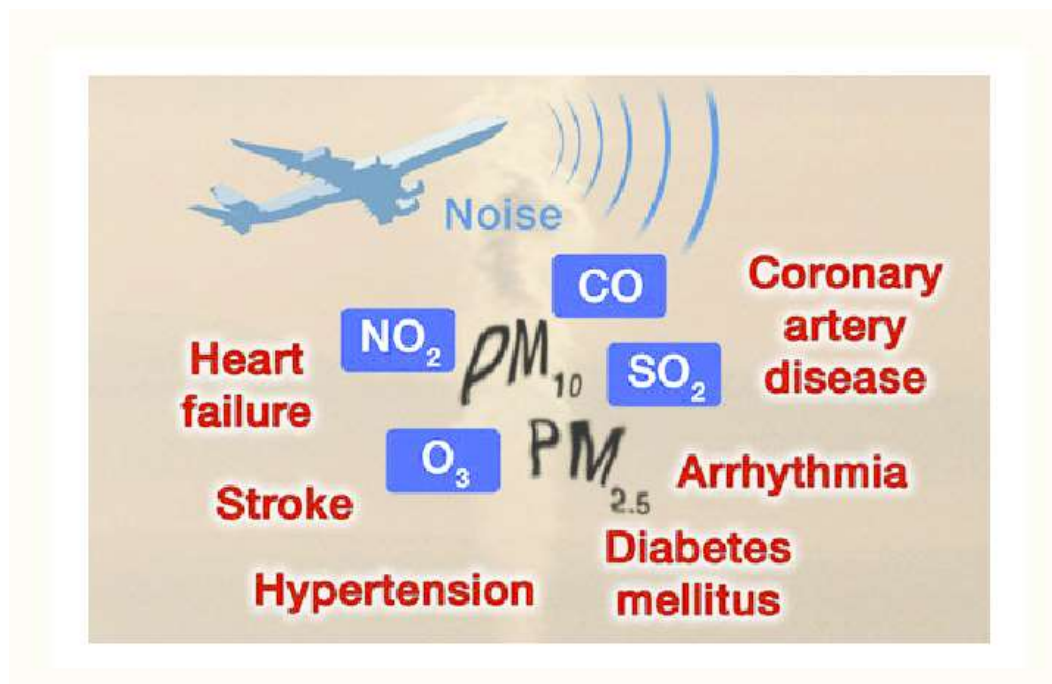 Noise
CO
NO₂
PM₁₀
SO₂
Coronary
artery
disease
Heart
failure
O₃
PM₂.₅
Arrhythmia
Stroke
Diabetes
mellitus
Hypertension